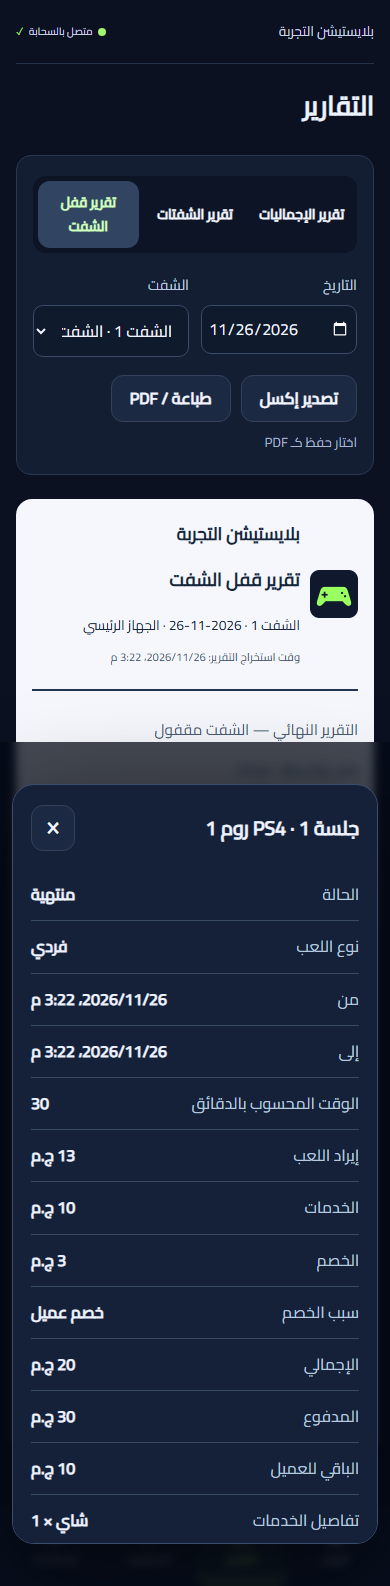 بلايستيشن التجربة
متصل بالسحابة ✓
التقارير
تقرير الإجماليات
تقرير الشفتات
تقرير قفل الشفت
التاريخ
الشفت
11/26/2026
الشفت 1 · الشفت
تصدير إكسل
طباعة / PDF
اختار حفظ كـ PDF
بلايستيشن التجربة
تقرير قفل الشفت
الشفت 1 · 2026-11-26 · الجهاز الرئيسي
وقت استخراج التقرير: 2026/11/26، 3:22 م
التقرير النهائي — الشفت مقفول
جلسة 1 · PS4 روم 1
×
الحالة منتهية
نوع اللعب فردي
من 2026/11/26، 3:22 م
إلى 2026/11/26، 3:22 م
الوقت المحسوب بالدقائق 30
إيراد اللعب 13 ج.م
الخدمات 10 ج.م
الخصم 3 ج.م
سبب الخصم خصم عميل
الإجمالي 20 ج.م
المدفوع 30 ج.م
الباقي للعميل 10 ج.م
تفاصيل الخدمات شاي × 1